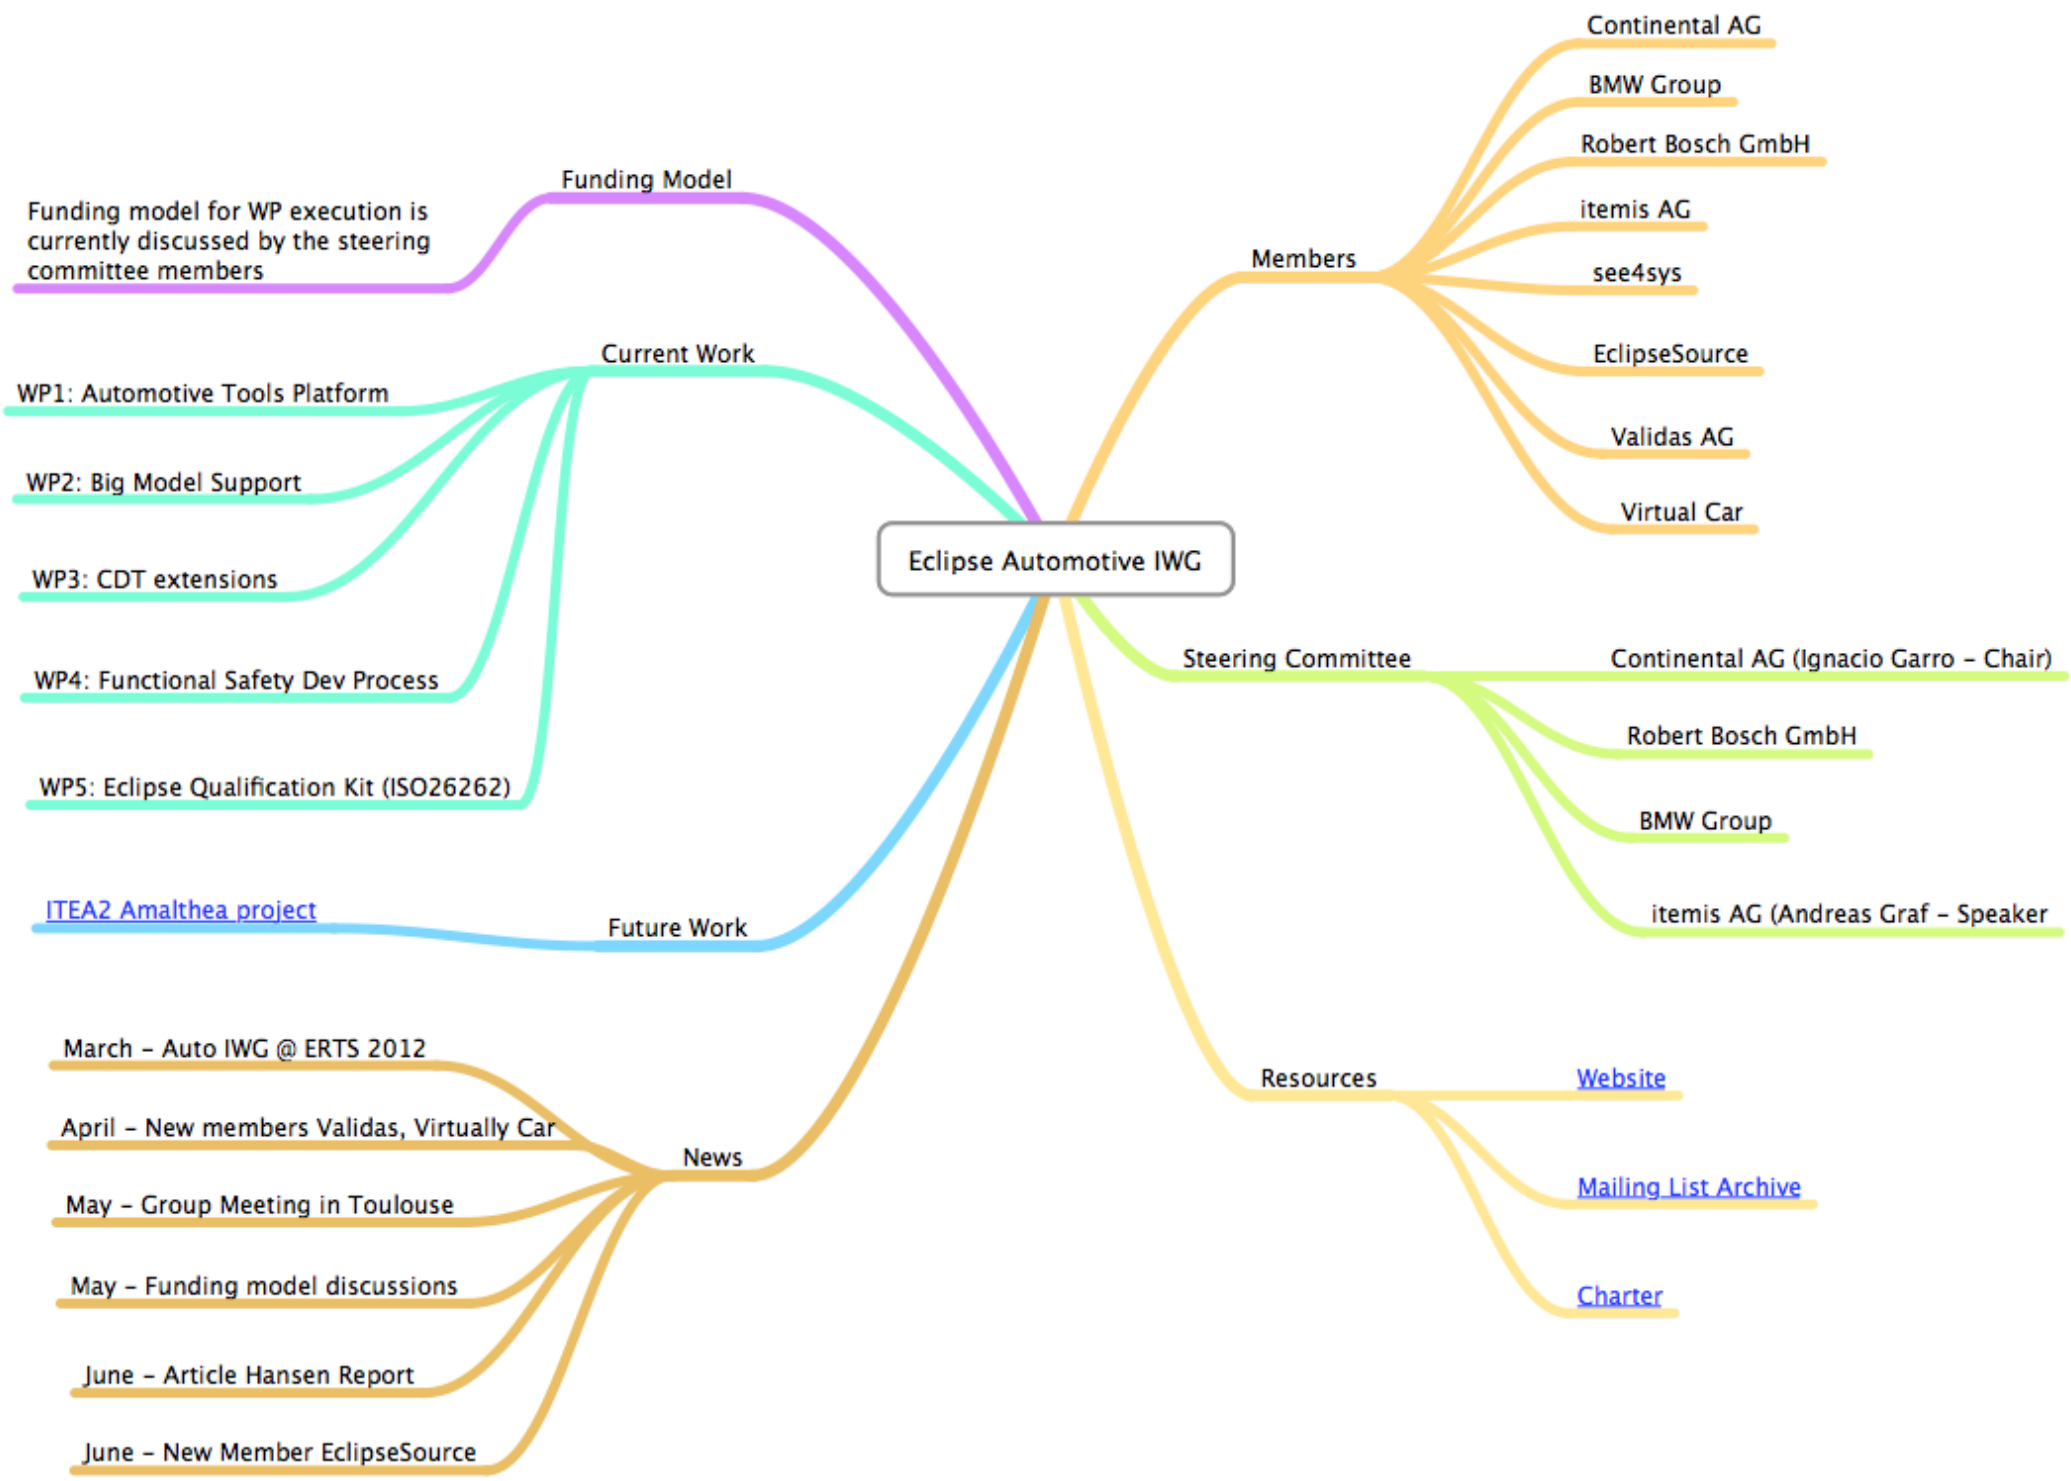 Eclipse Automotive IWG
Funding Model
Funding model for WP execution is
currently discussed by the steering
committee members
Current Work
WP1: Automotive Tools Platform
WP2: Big Model Support
WP3: CDT extensions
WP4: Functional Safety Dev Process
WP5: Eclipse Qualification Kit (ISO26262)
Future Work
ITEA2 Amalthea project
News
March – Auto IWG @ ERTS 2012
April – New members Validas, Virtually Car
May – Group Meeting in Toulouse
May – Funding model discussions
June – Article Hansen Report
June – New Member EclipseSource
Members
Continental AG
BMW Group
Robert Bosch GmbH
itemis AG
see4sys
EclipseSource
Validas AG
Virtual Car
Steering Committee
Continental AG (Ignacio Garro – Chair)
Robert Bosch GmbH
BMW Group
itemis AG (Andreas Graf – Speaker
Resources
Website
Mailing List Archive
Charter